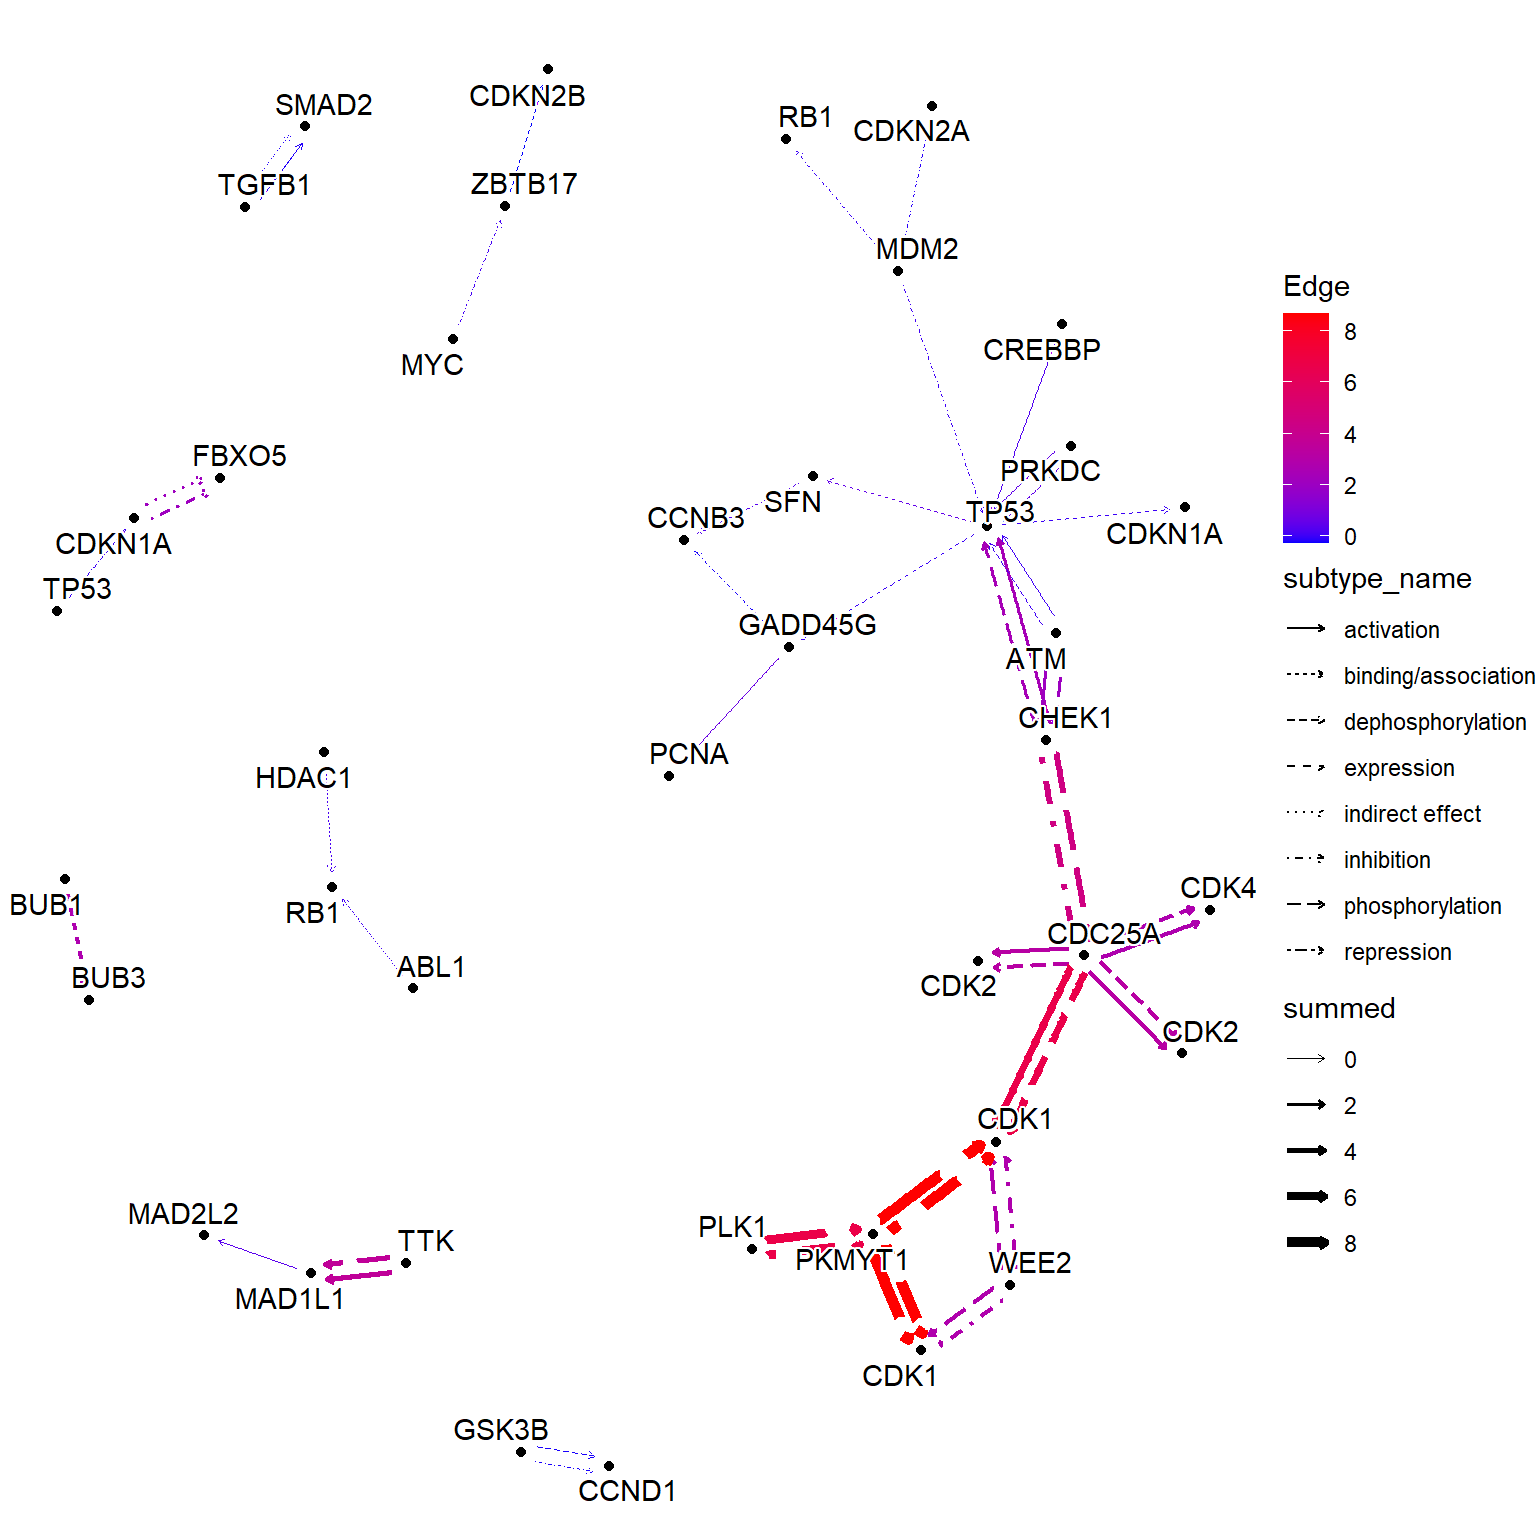 CDKN2B
SMAD2
RB1
CDKN2A
TGFB1
ZBTB17
MDM2
MYC
CREBBP
FBXO5
PRKDC
SFN
TP53
CCNB3
CDKN1A
CDKN1A
TP53
GADD45G
ATM
CHEK1
PCNA
HDAC1
BUB1
RB1
CDK4
CDC25A
ABL1
BUB3
CDK2
CDK2
CDK1
MAD2L2
TTK
PLK1
PKMYT1
WEE2
MAD1L1
CDK1
GSK3B
CCND1
Edge
8
6
4
2
0
subtype_name
activation
binding/association
dephosphorylation
expression
indirect effect
inhibition
phosphorylation
repression
summed
0
2
4
6
8